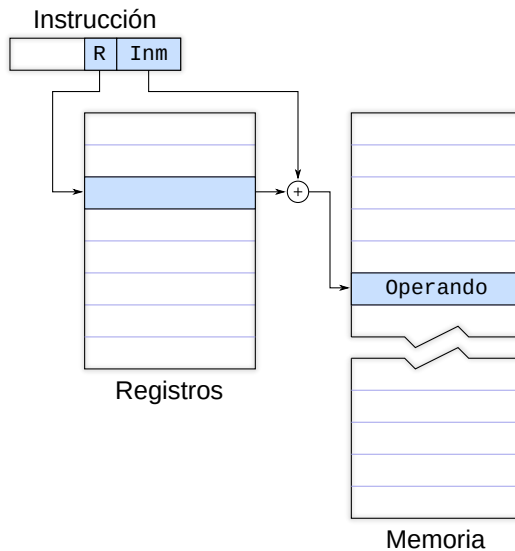 Instrucción
R Inm
+
Operando
Registros
Memoria